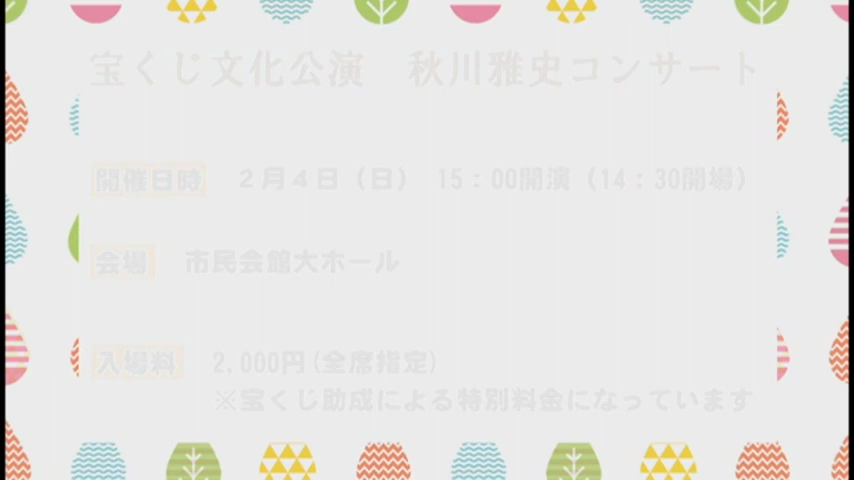 宝くじ文化公演　秋川雅史コンサート
開催日時　２月４日（日）　15：00開演（14：30開場）
会場　市民会館大ホール
入場料　2,000円(全席指定)
※宝くじ助成による特別料金になっています